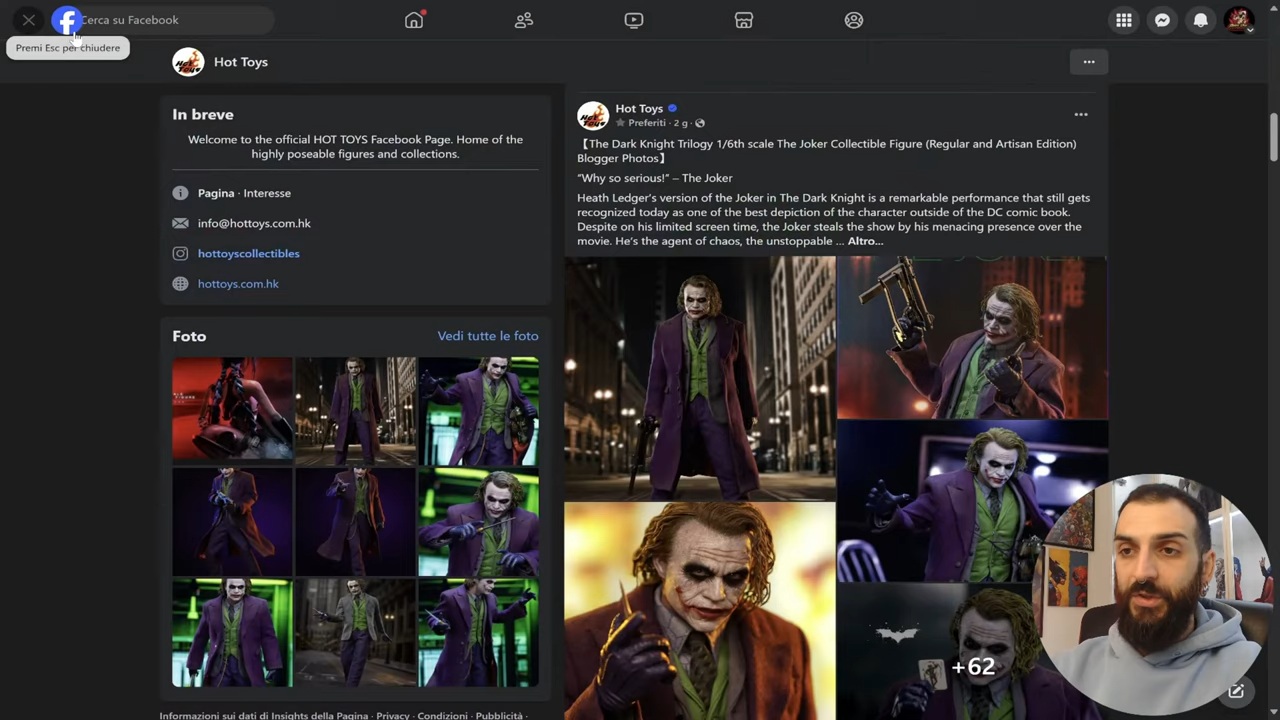 Cerca su Facebook
Premi Esc per chiudere
Hot Toys
In breve
Welcome to the official HOT TOYS Facebook Page. Home of the
highly poseable figures and collections.
Pagina · Interesse
info@hottoys.com.hk
hottoyscollectibles
hottoys.com.hk
Foto
Vedi tutte le foto
Informazioni sui dati di Insights della Pagina · Privacy · Condizioni · Pubblicità ·
Hot Toys
Preferiti · 2 g ·
【The Dark Knight Trilogy 1/6th scale The Joker Collectible Figure (Regular and Artisan Edition)
Blogger Photos】
“Why so serious!” – The Joker
Heath Ledger’s version of the Joker in The Dark Knight is a remarkable performance that still gets
recognized today as one of the best depiction of the character outside of the DC comic book.
Despite on his limited screen time, the Joker steals the show by his menacing presence over the
movie. He’s the agent of chaos, the unstoppable ... Altro...
+62